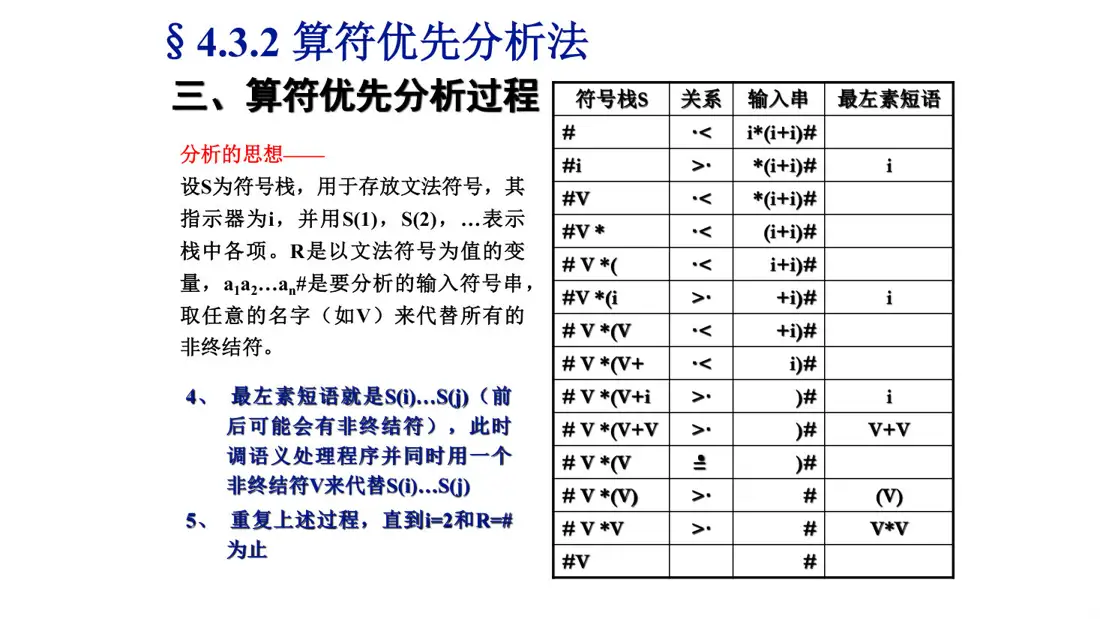 § 4.3.2 算符优先分析法
三、算符优先分析过程
分析的思想——
设S为符号栈，用于存放文法符号，其
指示器为i，并用S(1)，S(2)，…表示
栈中各项。R是以文法符号为值的变
量，a1a2…an#是要分析的输入符号串，
取任意的名字（如V）来代替所有的
非终结符。
4、 最左素短语就是S(i)…S(j)（前
后可能会有非终结符），此时
调语义处理程序并同时用一个
非终结符V来代替S(i)…S(j)
5、 重复上述过程，直到i=2和R=#
为止
符号栈S 关系 输入串 最左素短语
# ·< i*(i+i)#
#i >· *(i+i)# i
#V ·< *(i+i)#
#V * ·< (i+i)#
# V *( ·< i+i)#
#V *(i >· +i)# i
# V *(V ·< +i)#
# V *(V+ ·< i)#
# V *(V+i >· )# i
# V *(V+V >· )# V+V
# V *(V ≐ )#
# V *(V) >· # (V)
# V *V >· # V*V
#V #